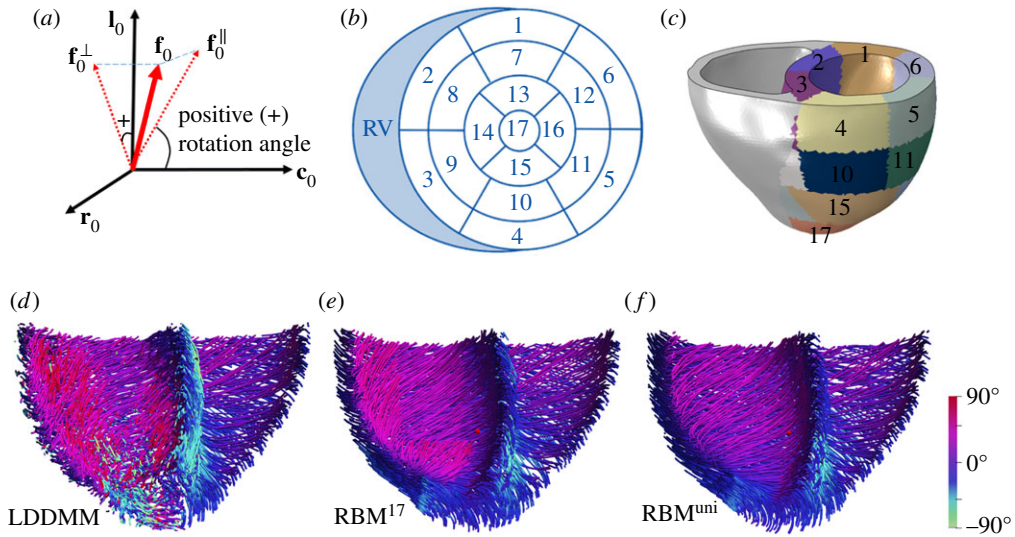 (a)
l₀
f₀⊥
f₀
f₀∥
+
positive (+)
rotation angle
c₀
r₀
(b)
1
2
7
6
8
13
12
RV
14
17
16
3
9
15
11
5
10
4
(c)
1
2
6
3
4
5
10
11
15
17
(d)
LDDMM
(e)
RBM¹⁷
(f)
RBMᵘⁿⁱ
90°
0°
–90°